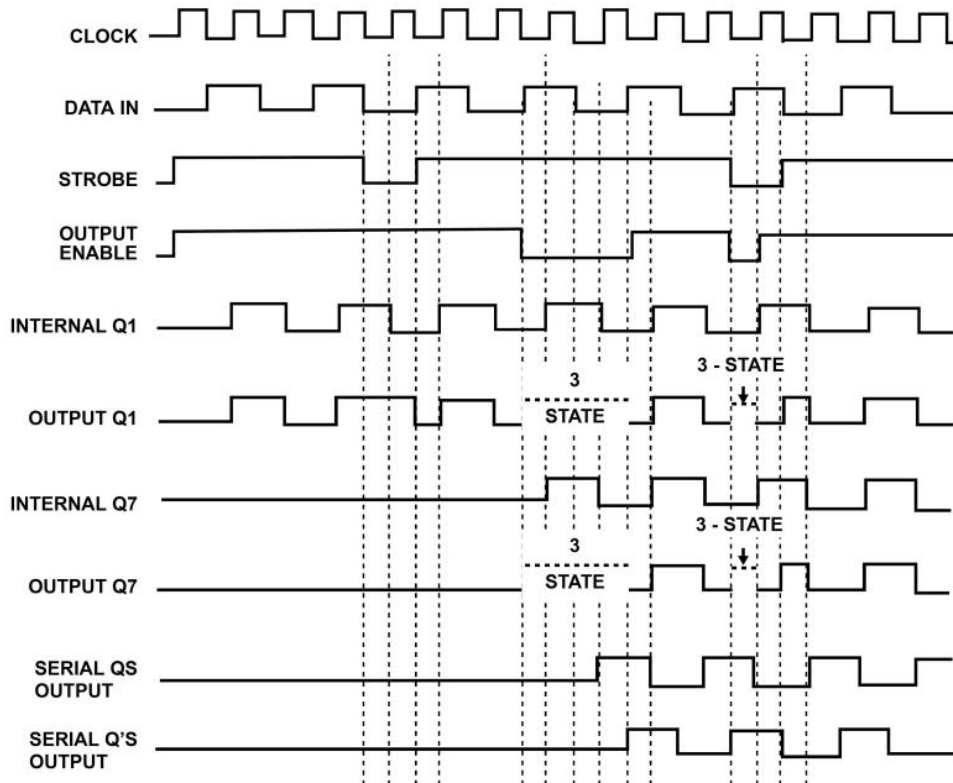 CLOCK
DATA IN
STROBE
OUTPUT
ENABLE
INTERNAL Q1
3 - STATE
3
OUTPUT Q1
STATE
INTERNAL Q7
3 - STATE
3
OUTPUT Q7
STATE
SERIAL QS
OUTPUT
SERIAL Q'S
OUTPUT